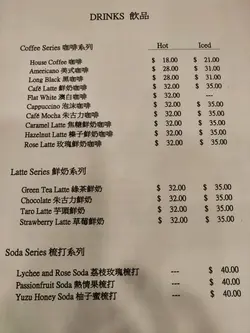 DRINKS 飲品
Coffee Series 咖啡系列 Hot Iced
House Coffee 咖啡 $ 18.00 $ 21.00
Americano 美式咖啡 $ 28.00 $ 31.00
Long Black 黑咖啡 $ 28.00 $ 31.00
Café Latte 鮮奶咖啡 $ 32.00 $ 35.00
Flat White 澳白咖啡 $ 32.00 ---
Cappuccino 泡沫咖啡 $ 32.00 $ 35.00
Café Mocha 朱古力咖啡 $ 32.00 $ 35.00
Caramel Latte 焦糖鮮奶咖啡 $ 32.00 $ 35.00
Hazelnut Latte 榛子鮮奶咖啡 $ 32.00 $ 35.00
Rose Latte 玫瑰鮮奶咖啡 $ 32.00 $ 35.00
Latte Series 鮮奶系列
Green Tea Latte 綠茶鮮奶 $ 32.00 $ 35.00
Chocolate 朱古力鮮奶 $ 32.00 $ 35.00
Taro Latte 芋頭鮮奶 $ 32.00 $ 35.00
Strawberry Latte 草莓鮮奶 $ 32.00 $ 35.00
Soda Series 梳打系列
Lychee and Rose Soda 荔枝玫瑰梳打 --- $ 40.00
Passionfruit Soda 熱情果梳打 --- $ 40.00
Yuzu Honey Soda 柚子蜜梳打 --- $ 40.00